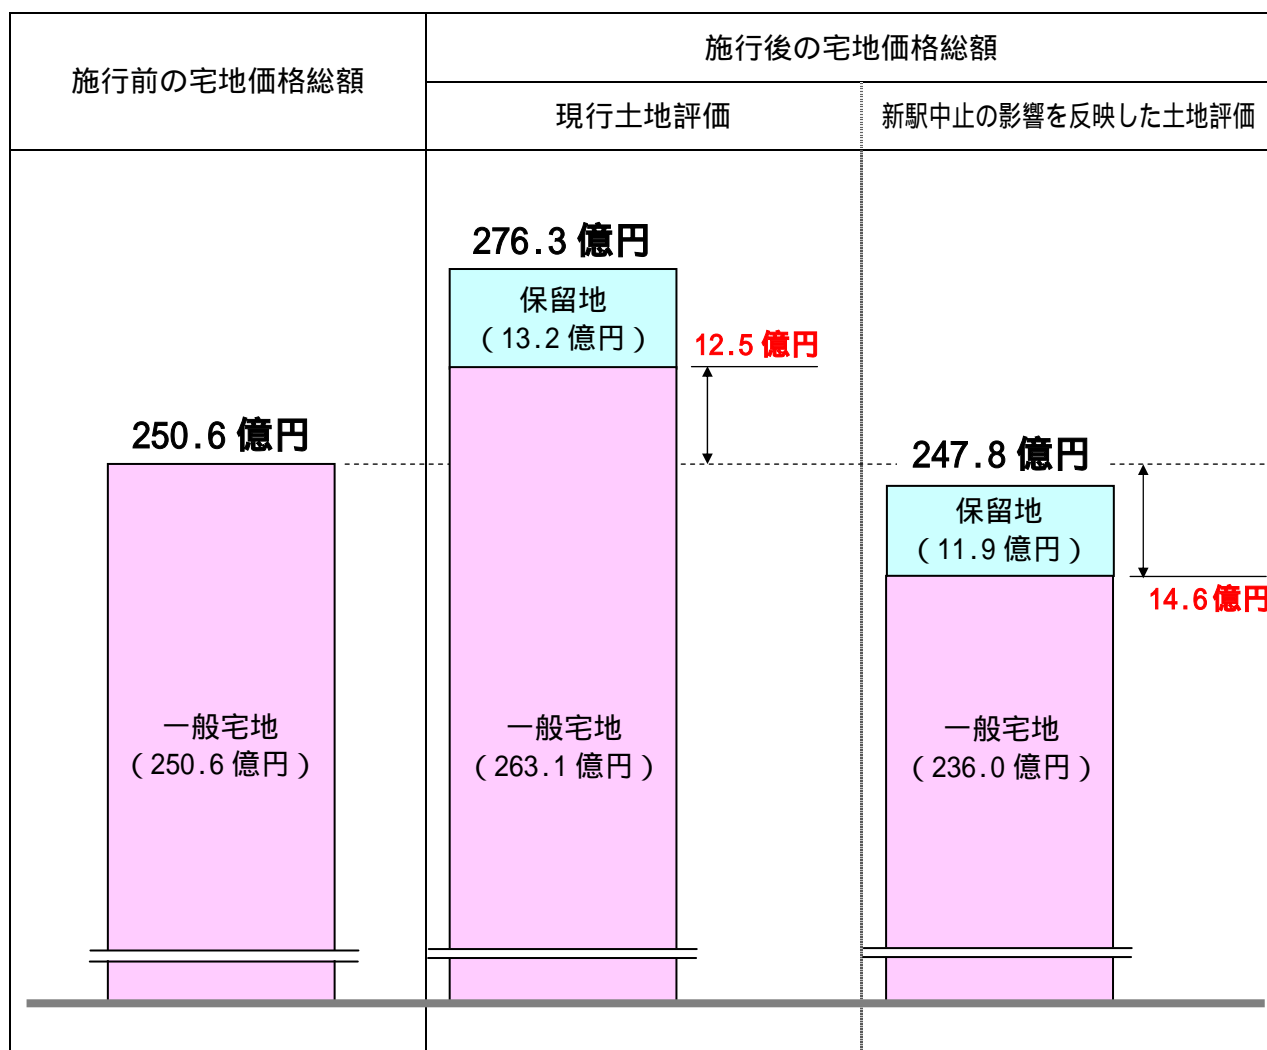 施行前の宅地価格総額
施行後の宅地価格総額
現行土地評価
新駅中止の影響を反映した土地評価
250.6 億円
一般宅地
（250.6 億円）
276.3 億円
保留地
（13.2 億円）
12.5 億円
一般宅地
（263.1 億円）
247.8 億円
保留地
（11.9 億円）
14.6 億円
一般宅地
（236.0 億円）